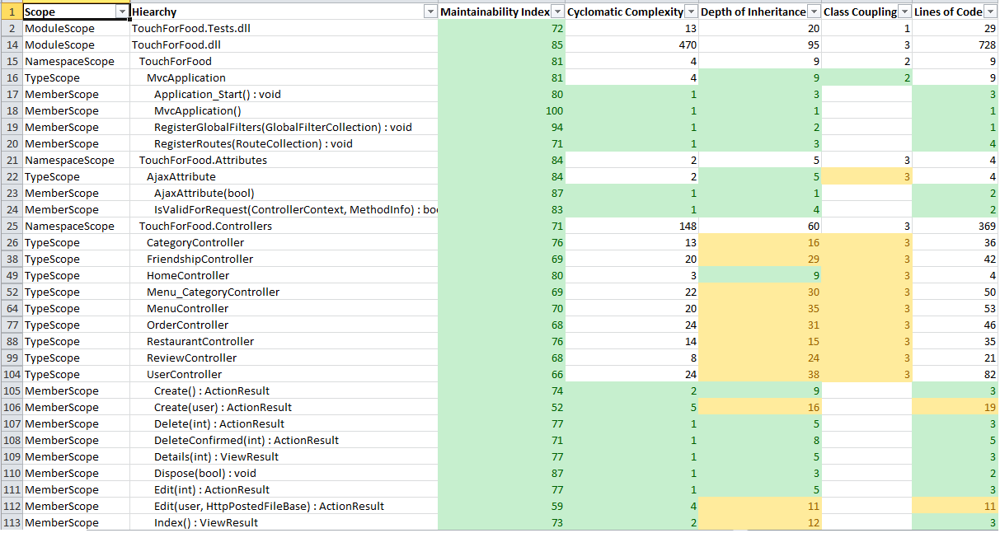 1 Scope Hiearchy Maintainability Index Cyclomatic Complexity Depth of Inheritance Class Coupling Lines of Code
2 ModuleScope TouchForFood.Tests.dll 72 13 20 1 29
14 ModuleScope TouchForFood.dll 85 470 95 3 728
15 NamespaceScope TouchForFood 81 4 9 2 9
16 TypeScope MvcApplication 81 4 9 2 9
17 MemberScope Application_Start() : void 80 1 3 3
18 MemberScope MvcApplication() 100 1 1 1
19 MemberScope RegisterGlobalFilters(GlobalFilterCollection) : void 94 1 2 1
20 MemberScope RegisterRoutes(RouteCollection) : void 71 1 3 4
21 NamespaceScope TouchForFood.Attributes 84 2 5 3 4
22 TypeScope AjaxAttribute 84 2 5 3 4
23 MemberScope AjaxAttribute(bool) 87 1 1 2
24 MemberScope IsValidForRequest(ControllerContext, MethodInfo) : boo 83 1 4 2
25 NamespaceScope TouchForFood.Controllers 71 148 60 3 369
26 TypeScope CategoryController 76 13 16 3 36
38 TypeScope FriendshipController 69 20 29 3 42
49 TypeScope HomeController 80 3 9 3 4
52 TypeScope Menu_CategoryController 69 22 30 3 50
64 TypeScope MenuController 70 20 35 3 53
77 TypeScope OrderController 68 24 31 3 46
88 TypeScope RestaurantController 76 14 15 3 35
99 TypeScope ReviewController 68 8 24 3 21
104 TypeScope UserController 66 24 38 3 82
105 MemberScope Create() : ActionResult 74 2 9 3
106 MemberScope Create(user) : ActionResult 52 5 16 19
107 MemberScope Delete(int) : ActionResult 77 1 5 3
108 MemberScope DeleteConfirmed(int) : ActionResult 71 1 8 5
109 MemberScope Details(int) : ViewResult 77 1 5 3
110 MemberScope Dispose(bool) : void 87 1 3 2
111 MemberScope Edit(int) : ActionResult 77 1 5 3
112 MemberScope Edit(user, HttpPostedFileBase) : ActionResult 59 4 11 11
113 MemberScope Index() : ViewResult 73 2 12 3